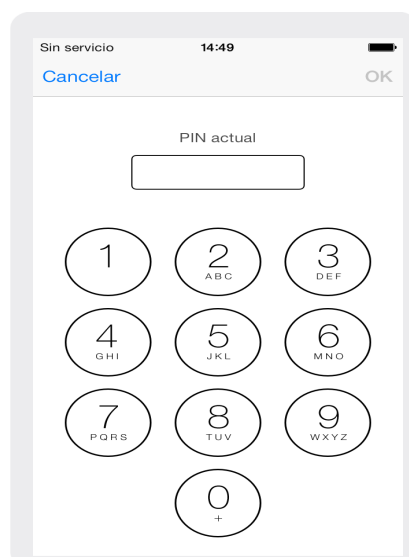 Sin servicio 14:49
Cancelar OK
PIN actual
1 2 3
ABC DEF
4 5 6
GHI JKL MNO
7 8 9
PQRS TUV WXYZ
0
+